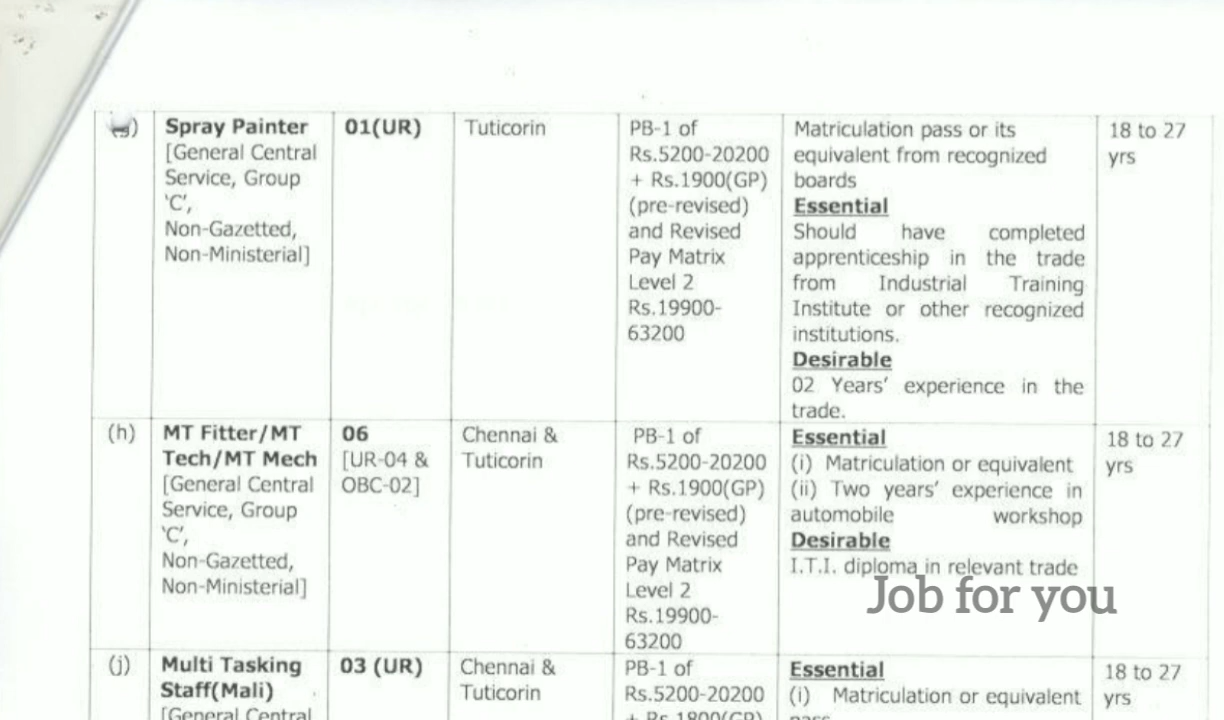 Spray Painter
[General Central
Service, Group
‘C’,
Non-Gazetted,
Non-Ministerial]
01(UR)
Tuticorin
PB-1 of
Rs.5200-20200
+ Rs.1900(GP)
(pre-revised)
and Revised
Pay Matrix
Level 2
Rs.19900-
63200
Matriculation pass or its
equivalent from recognized
boards
Essential
Should have completed
apprenticeship in the trade
from Industrial Training
Institute or other recognized
institutions.
Desirable
02 Years’ experience in the
trade.
18 to 27
yrs
(h)
MT Fitter/MT
Tech/MT Mech
[General Central
Service, Group
‘C’,
Non-Gazetted,
Non-Ministerial]
06
[UR-04 &
OBC-02]
Chennai &
Tuticorin
PB-1 of
Rs.5200-20200
+ Rs.1900(GP)
(pre-revised)
and Revised
Pay Matrix
Level 2
Rs.19900-
63200
Essential
(i) Matriculation or equivalent
(ii) Two years’ experience in
automobile workshop
Desirable
I.T.I. diploma in relevant trade
Job for you
18 to 27
yrs
(j)
Multi Tasking
Staff(Mali)
[General Central
03 (UR)
Chennai &
Tuticorin
PB-1 of
Rs.5200-20200
+ Rs.1800(GP)
Essential
(i) Matriculation or equivalent
18 to 27
yrs